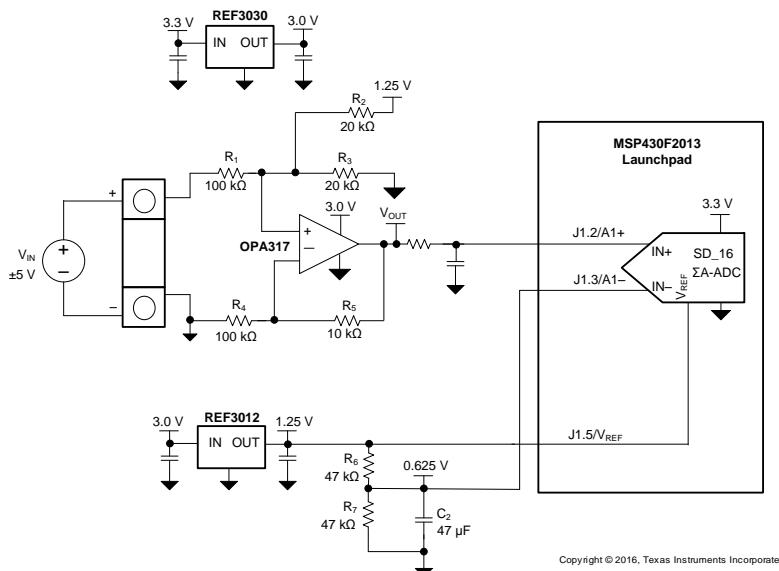 REF3030
3.3 V
3.0 V
IN OUT
1.25 V
R2
20 kΩ
R1
100 kΩ
R3
20 kΩ
MSP430F2013
Launchpad
+
VIN
±5 V
−
+
−
3.0 V
OPA317
+
−
VOUT
J1.2/A1+
3.3 V
IN+
SD_16
ΣA-ADC
J1.3/A1−
IN−
VREF
R4
100 kΩ
R5
10 kΩ
REF3012
3.0 V
1.25 V
IN OUT
J1.5/VREF
R6
47 kΩ
0.625 V
R7
47 kΩ
C2
47 µF
Copyright © 2016, Texas Instruments Incorporate